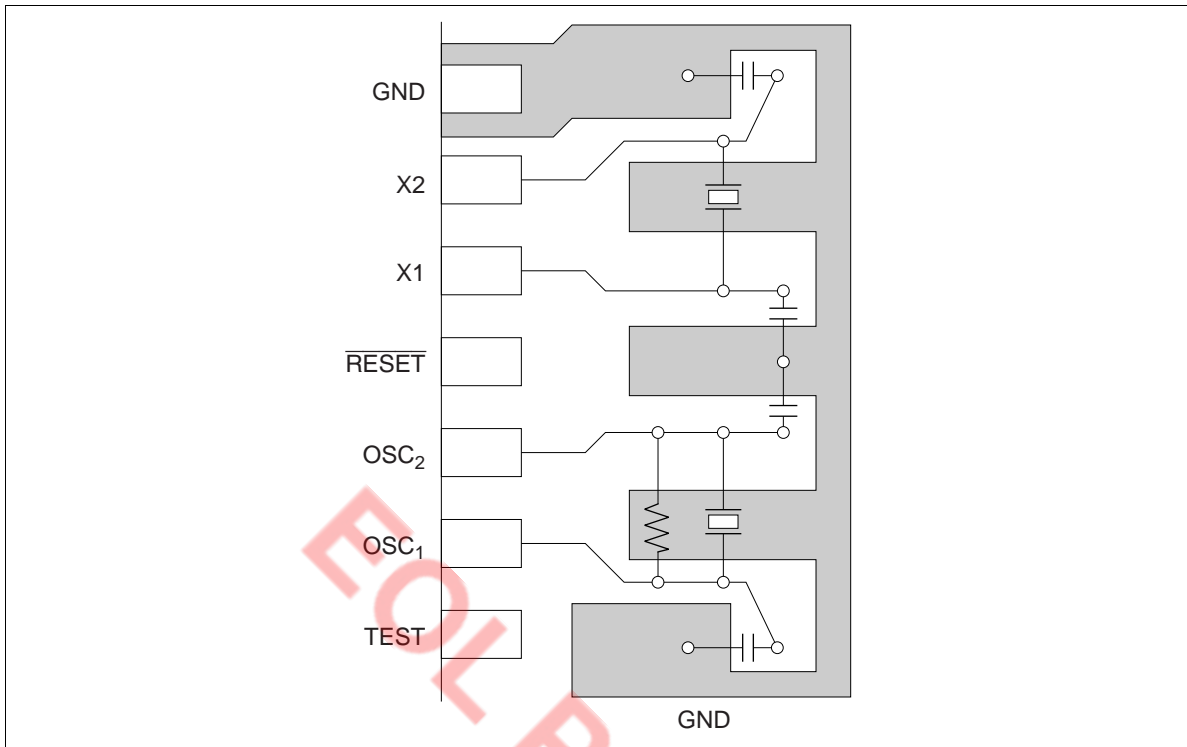 GND
X2
X1
RESET
OSC2
OSC1
TEST
GND
EOL P